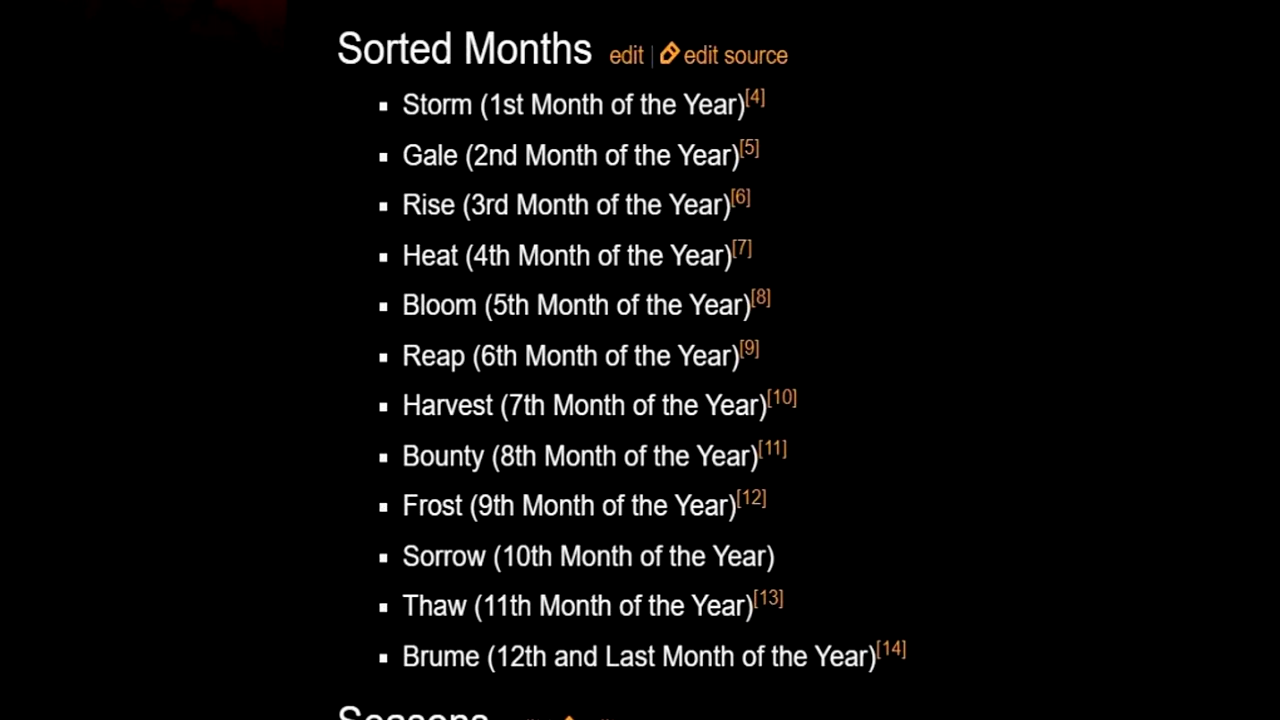 Sorted Months edit | edit source
Storm (1st Month of the Year)[4]
Gale (2nd Month of the Year)[5]
Rise (3rd Month of the Year)[6]
Heat (4th Month of the Year)[7]
Bloom (5th Month of the Year)[8]
Reap (6th Month of the Year)[9]
Harvest (7th Month of the Year)[10]
Bounty (8th Month of the Year)[11]
Frost (9th Month of the Year)[12]
Sorrow (10th Month of the Year)
Thaw (11th Month of the Year)[13]
Brume (12th and Last Month of the Year)[14]
Seasons